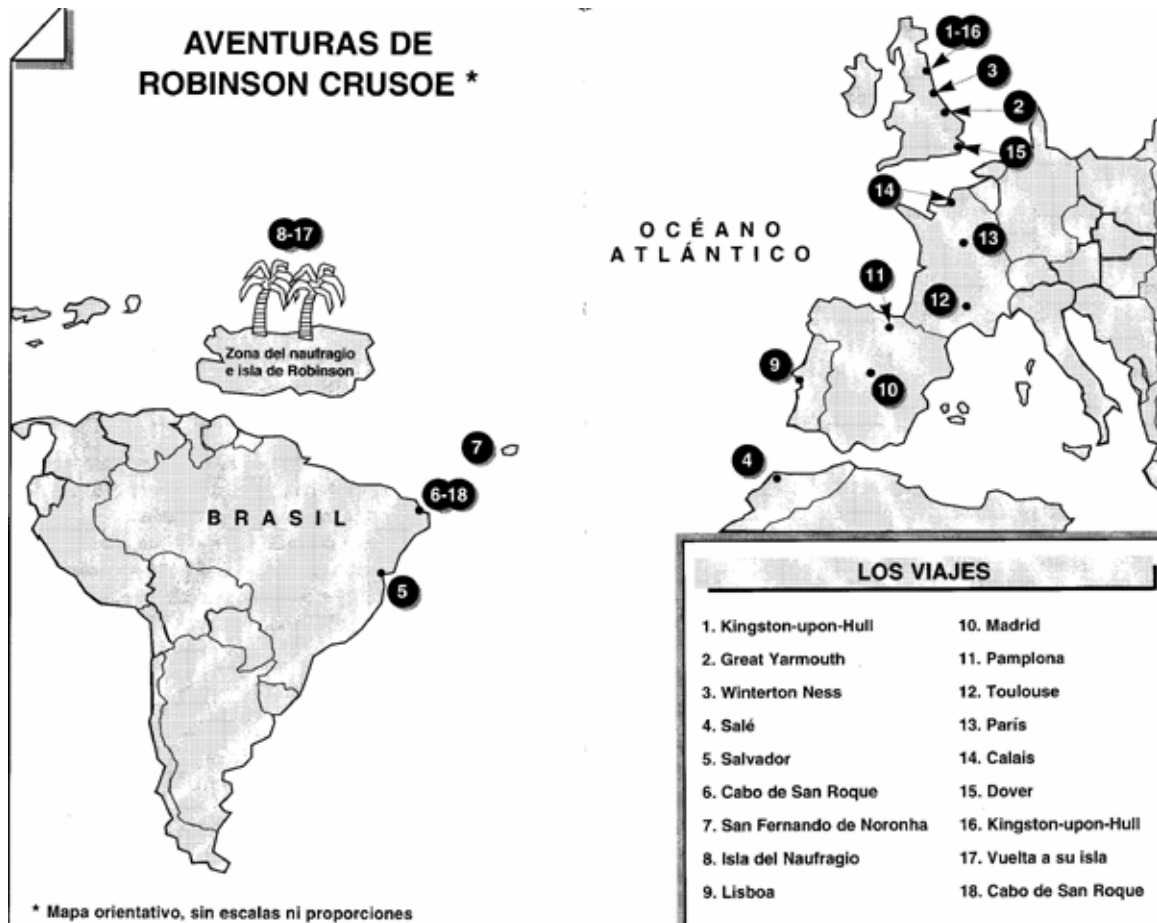 AVENTURAS DE
ROBINSON CRUSOE *
8-17
Zona del naufragio
e isla de Robinson
7
6-18
BRASIL
5
* Mapa orientativo, sin escalas ni proporciones
1-16
3
2
15
14
OCÉANO
ATLÁNTICO
13
11
12
9
10
4
LOS VIAJES
1. Kingston-upon-Hull
2. Great Yarmouth
3. Winterton Ness
4. Salé
5. Salvador
6. Cabo de San Roque
7. San Fernando de Noronha
8. Isla del Naufragio
9. Lisboa
10. Madrid
11. Pamplona
12. Toulouse
13. París
14. Calais
15. Dover
16. Kingston-upon-Hull
17. Vuelta a su isla
18. Cabo de San Roque